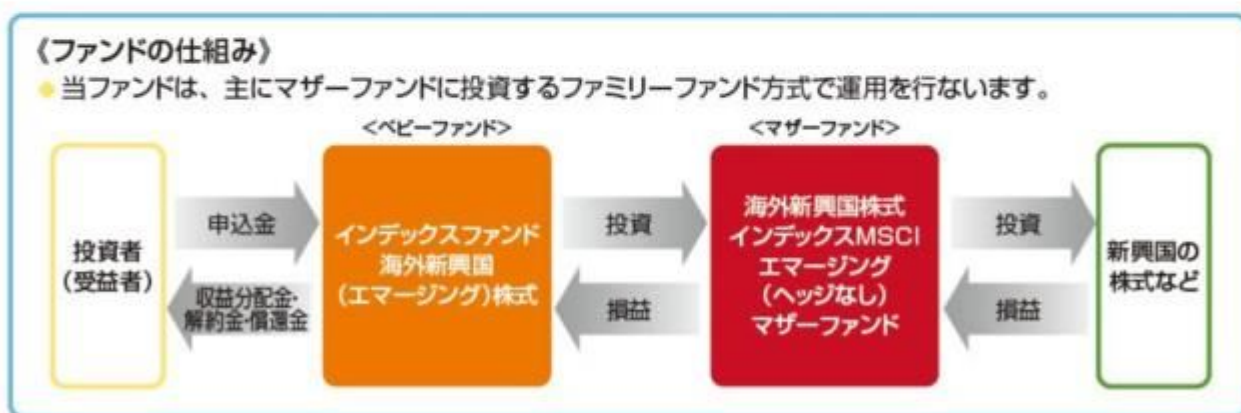 《ファンドの仕組み》
● 当ファンドは、主にマザーファンドに投資するファミリーファンド方式で運用を行ないます。
<ベビーファンド>
<マザーファンド>
投資者
(受益者)
申込金
収益分配金・
解約金・償還金
インデックスファンド
海外新興国
(エマージング)株式
投資
損益
海外新興国株式
インデックスMSCI
エマージング
(ヘッジなし)
マザーファンド
投資
損益
新興国の
株式など